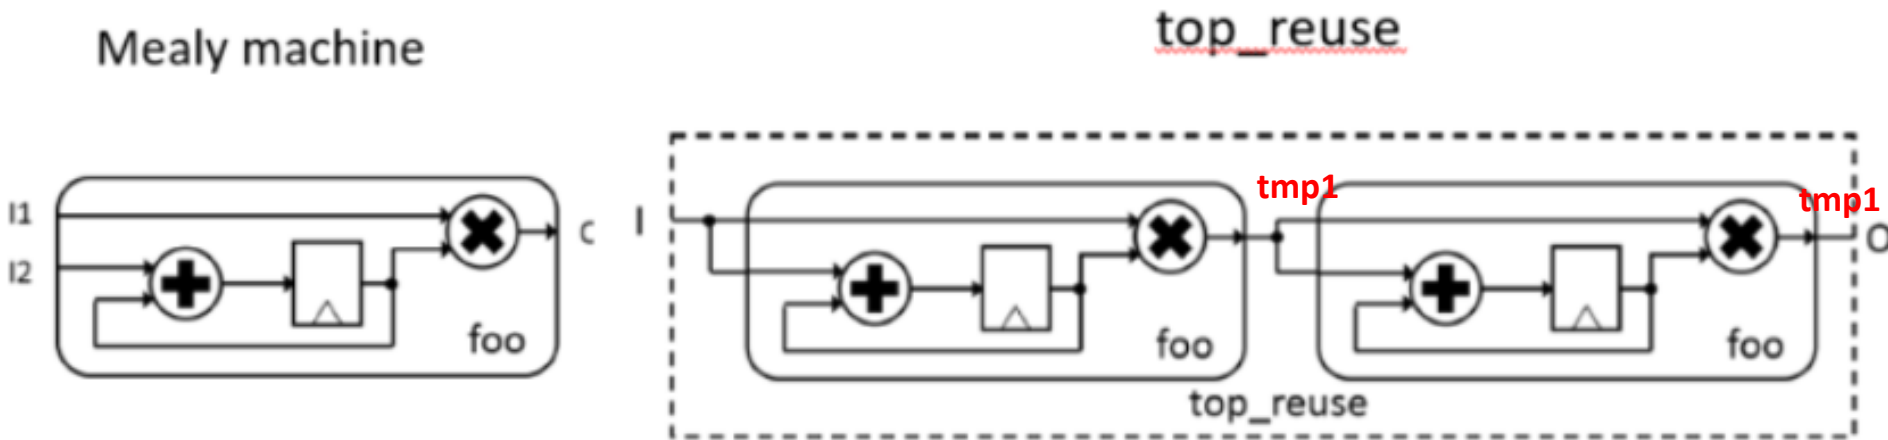 Mealy machine
top_reuse
I1
I2
foo
C
I
tmp1
foo
tmp1
foo
O
top_reuse